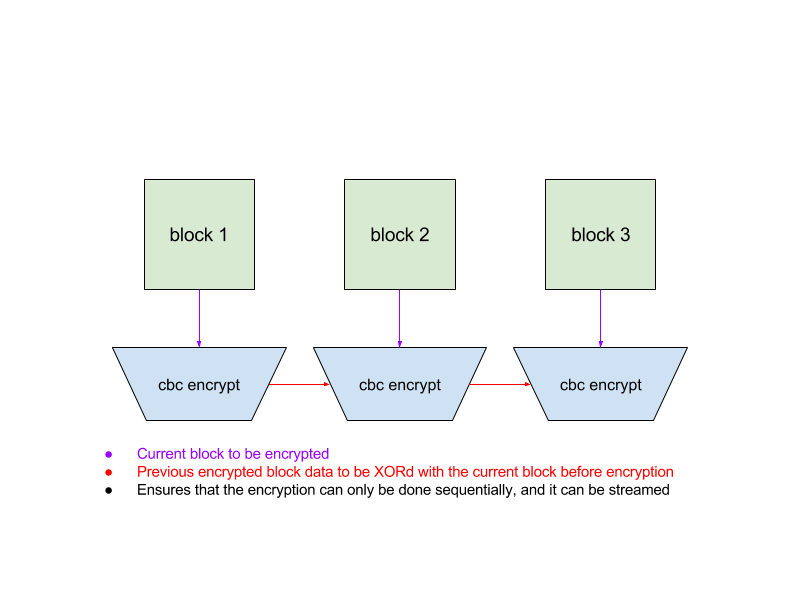 block 1
block 2
block 3
cbc encrypt
cbc encrypt
cbc encrypt
● Current block to be encrypted
● Previous encrypted block data to be XORd with the current block before encryption
● Ensures that the encryption can only be done sequentially, and it can be streamed